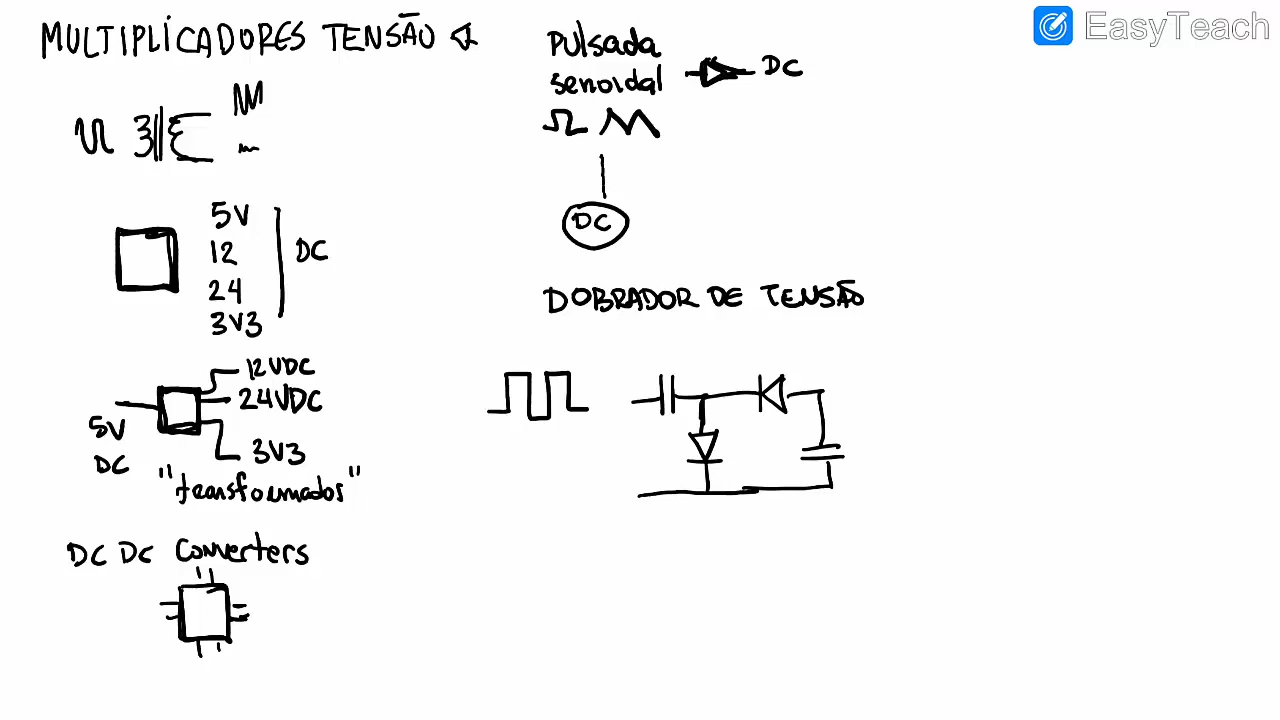 MULTIPLICADORES TENSÃO
5V
12
24
3V3
DC
12VDC
24VDC
3V3
5V
DC
"transformados"
DC DC Converters
Pulsada
senoidal
DC
DC
DOBRADOR DE TENSÃO
EasyTeach